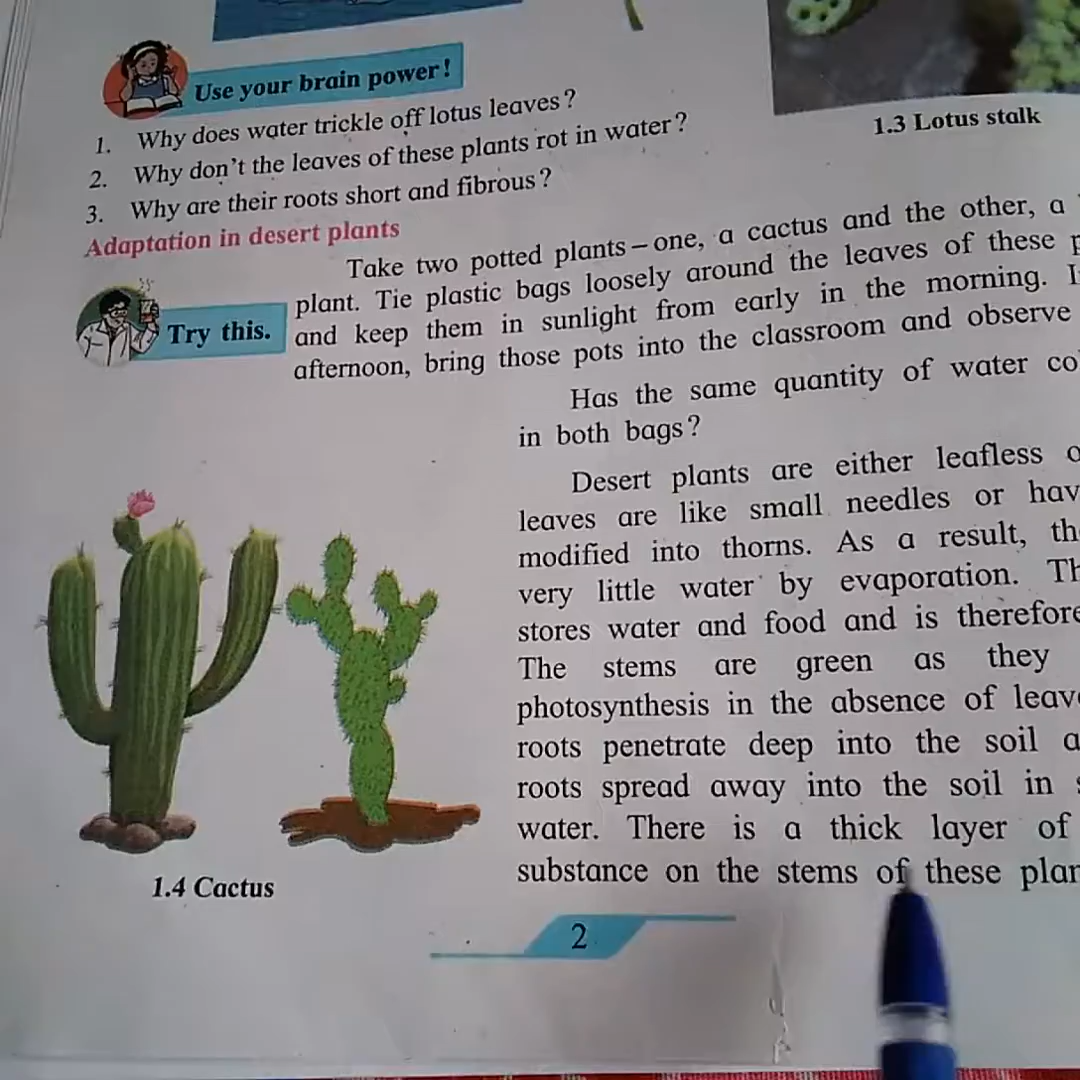 Use your brain power!
1. Why does water trickle off lotus leaves?
2. Why don't the leaves of these plants rot in water?
3. Why are their roots short and fibrous?
1.3 Lotus stalk
Adaptation in desert plants
Take two potted plants – one, a cactus and the other, a
plant. Tie plastic bags loosely around the leaves of these
Try this.
and keep them in sunlight from early in the morning.
afternoon, bring those pots into the classroom and observe
Has the same quantity of water
in both bags?
Desert plants are either leafless
leaves are like small needles or
modified into thorns. As a result,
very little water by evaporation.
stores water and food and is therefore
The stems are green as they
photosynthesis in the absence of
roots penetrate deep into the soil
roots spread away into the soil in
water. There is a thick layer of
substance on the stems of these
1.4 Cactus
2